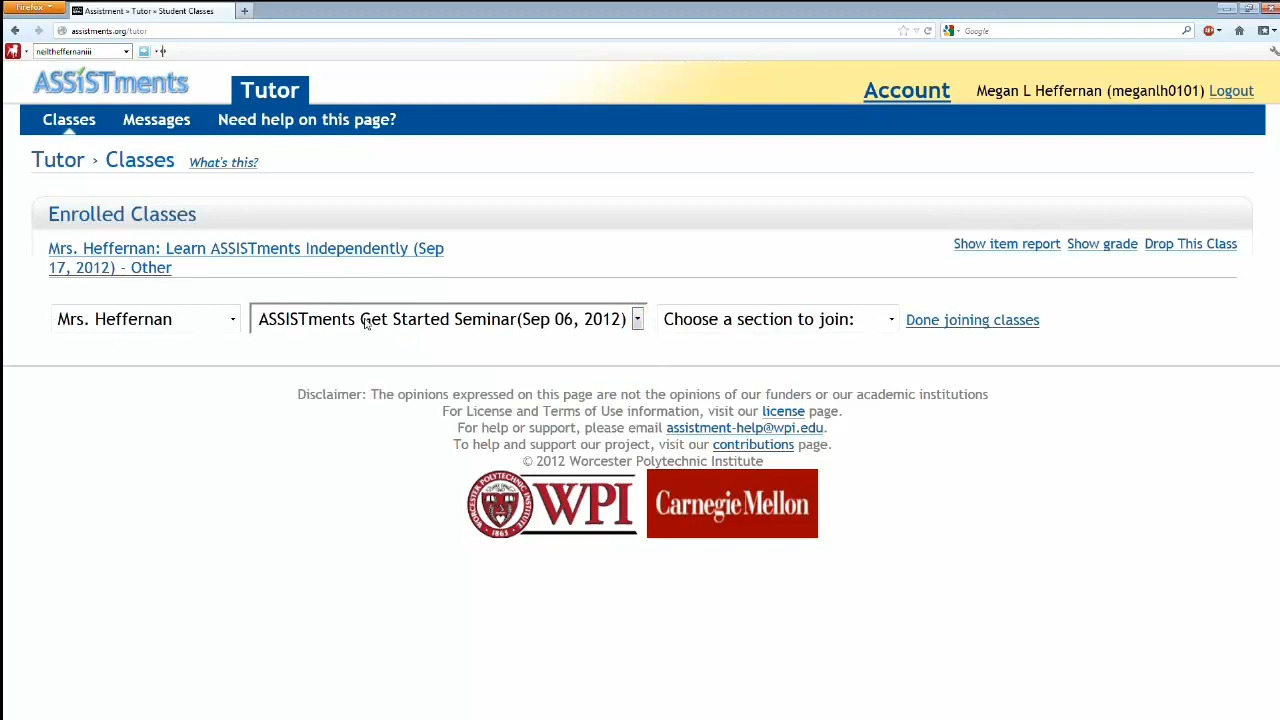 Firefox
Assistment » Tutor » Student Classes
assistments.org/tutor
Google
neiltheffernaniii
ASSISTments
Tutor
Account
Megan L Heffernan (meganlh0101) Logout
Classes Messages Need help on this page?
Tutor › Classes What's this?
Enrolled Classes
Mrs. Heffernan: Learn ASSISTments Independently (Sep
17, 2012) - Other
Show item report Show grade Drop This Class
Mrs. Heffernan ASSISTments Get Started Seminar(Sep 06, 2012) Choose a section to join: Done joining classes
Disclaimer: The opinions expressed on this page are not the opinions of our funders or our academic institutions
For License and Terms of Use information, visit our license page.
For help or support, please email assistment-help@wpi.edu.
To help and support our project, visit our contributions page.
© 2012 Worcester Polytechnic Institute
WPI
Carnegie Mellon